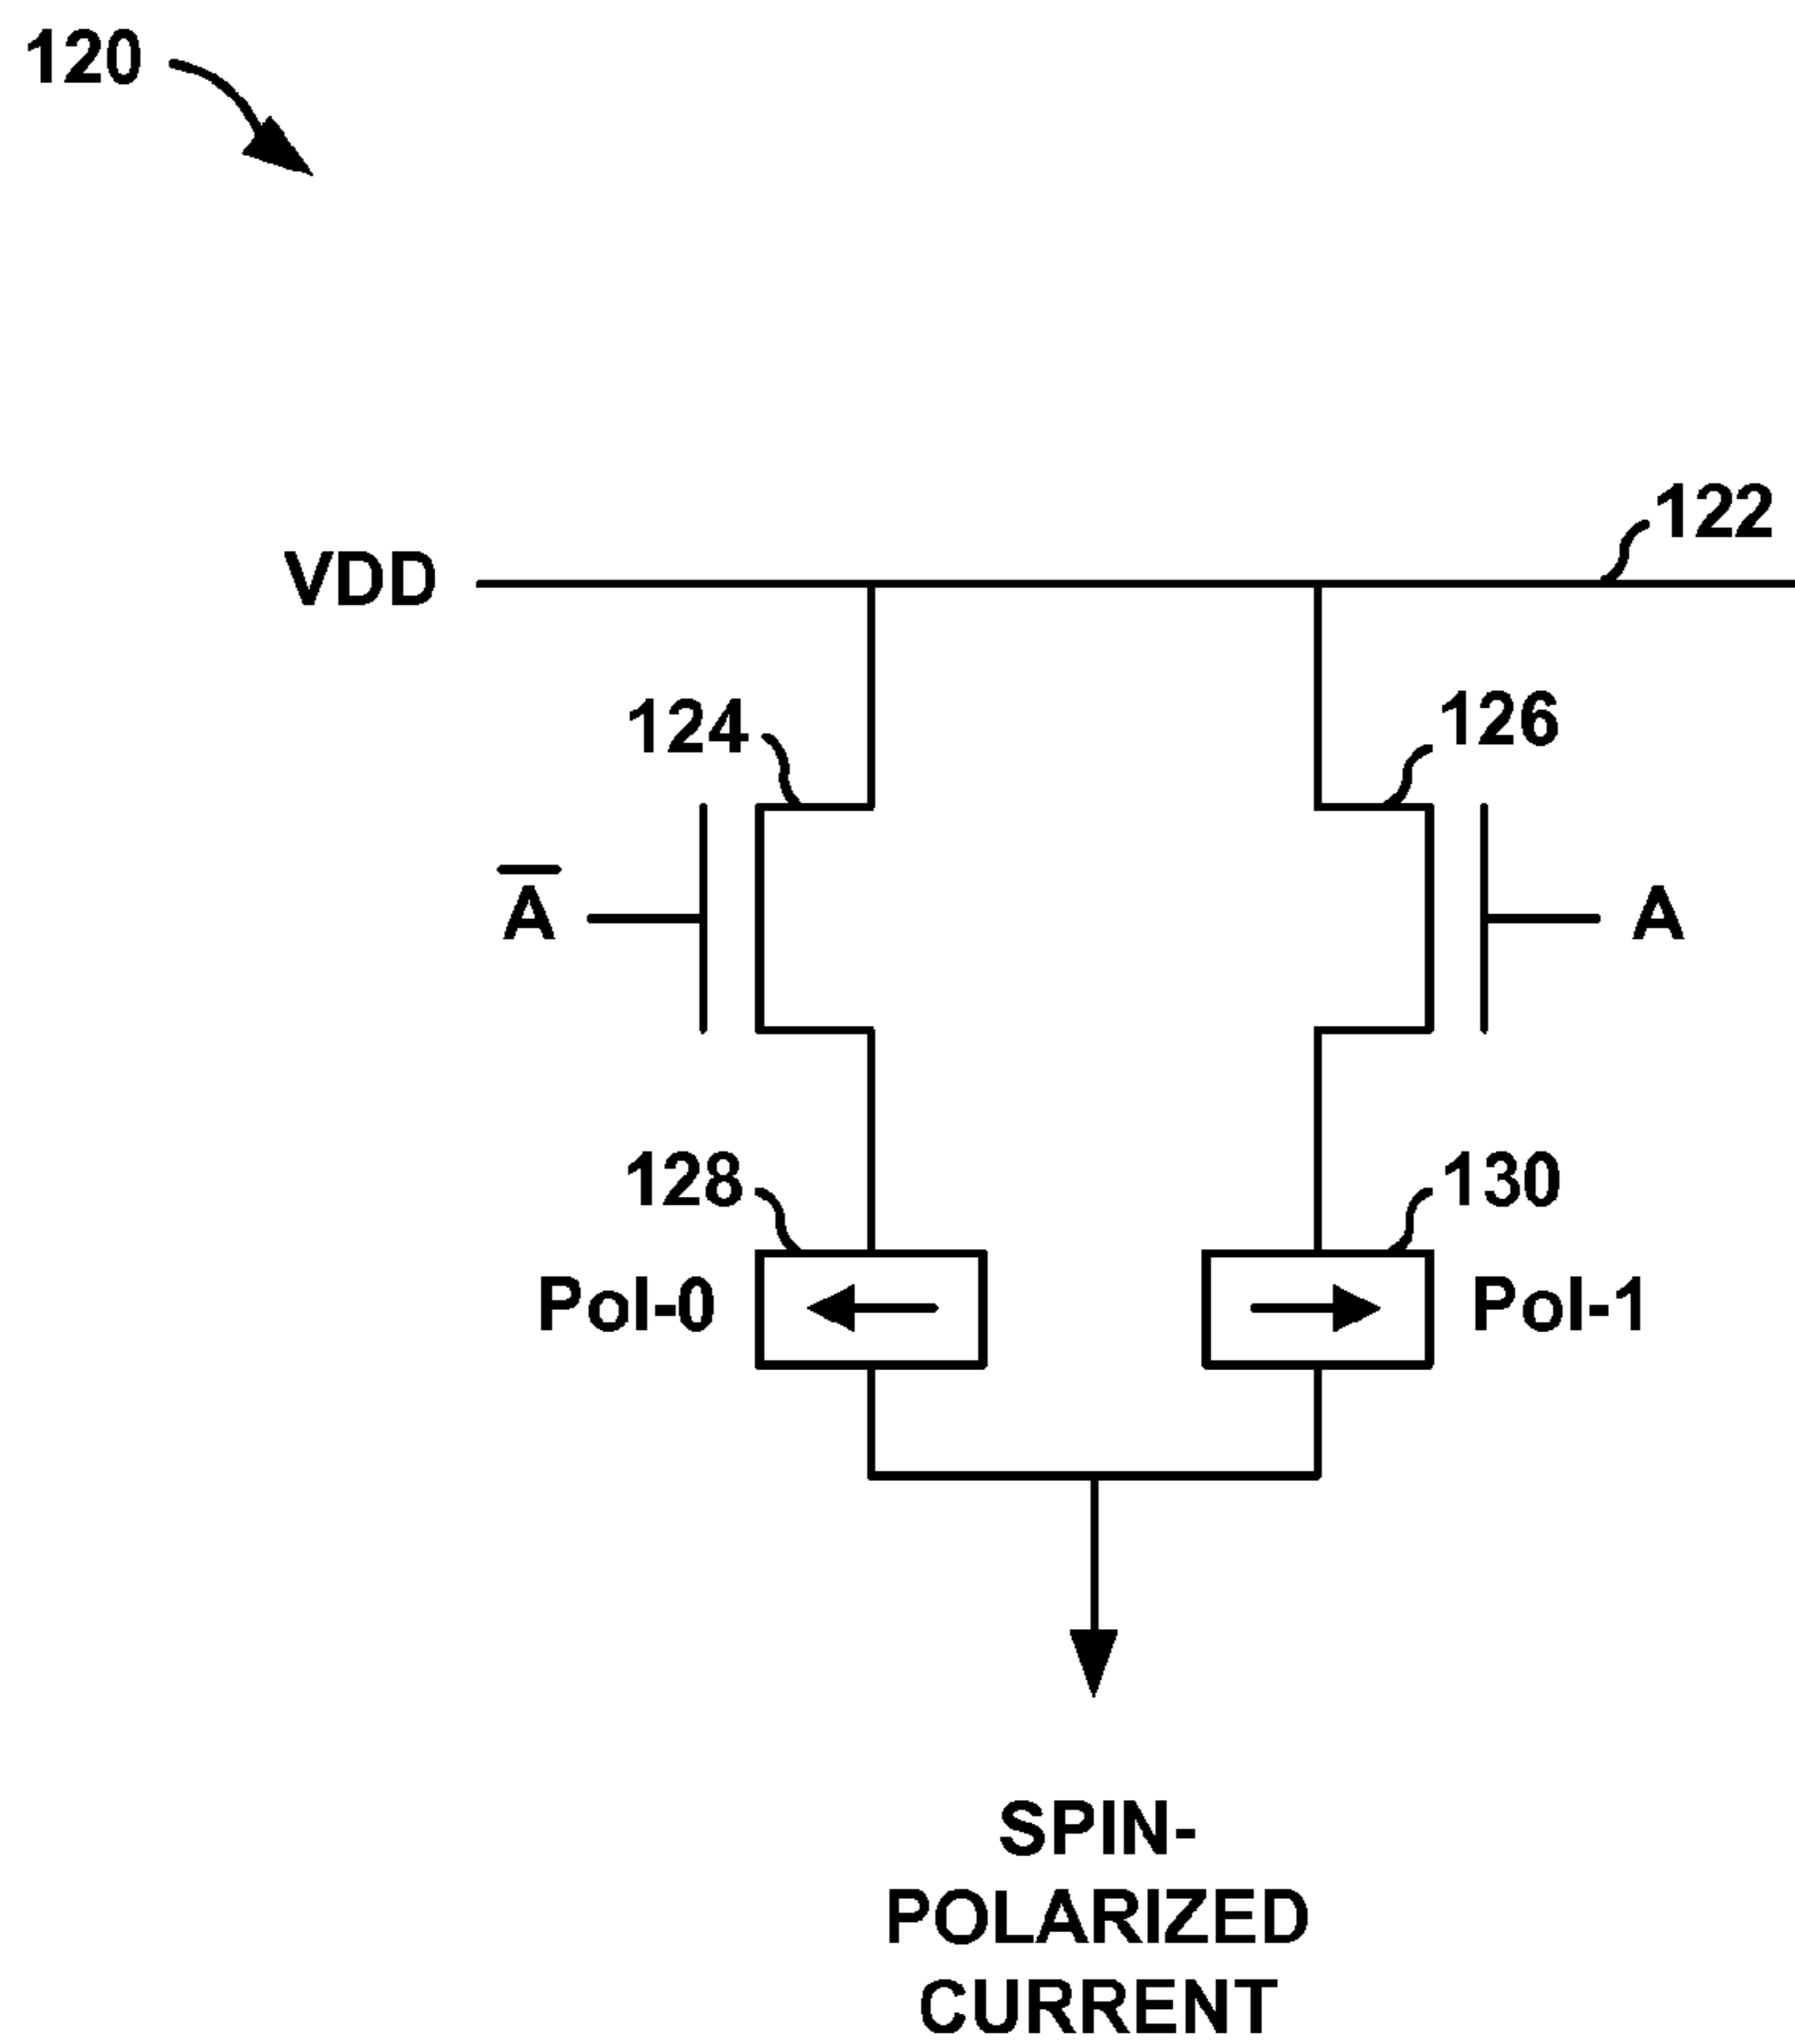 120
122
VDD
124
126
A̅
A
128
130
Pol-0
Pol-1
SPIN-
POLARIZED
CURRENT